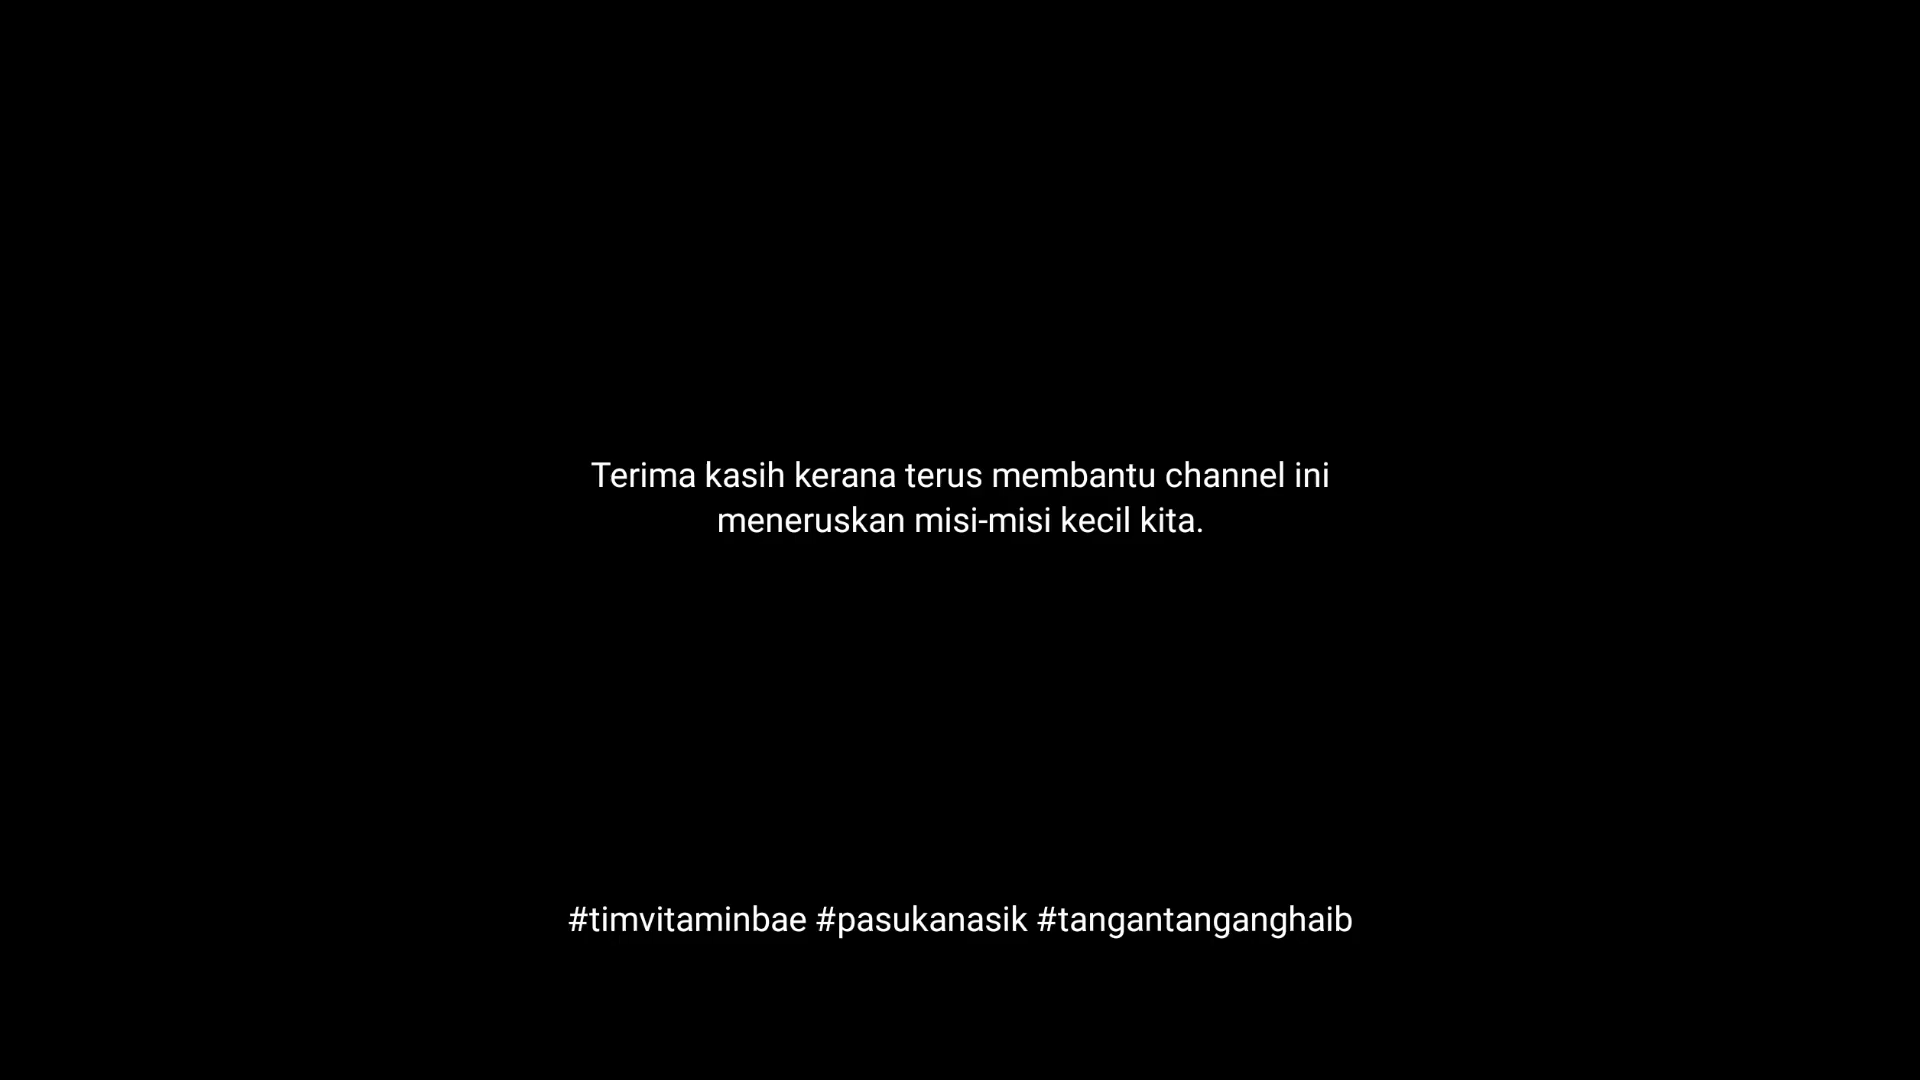 Terima kasih kerana terus membantu channel ini
meneruskan misi-misi kecil kita.
#timvitaminbae #pasukanasik #tangantanganghaib